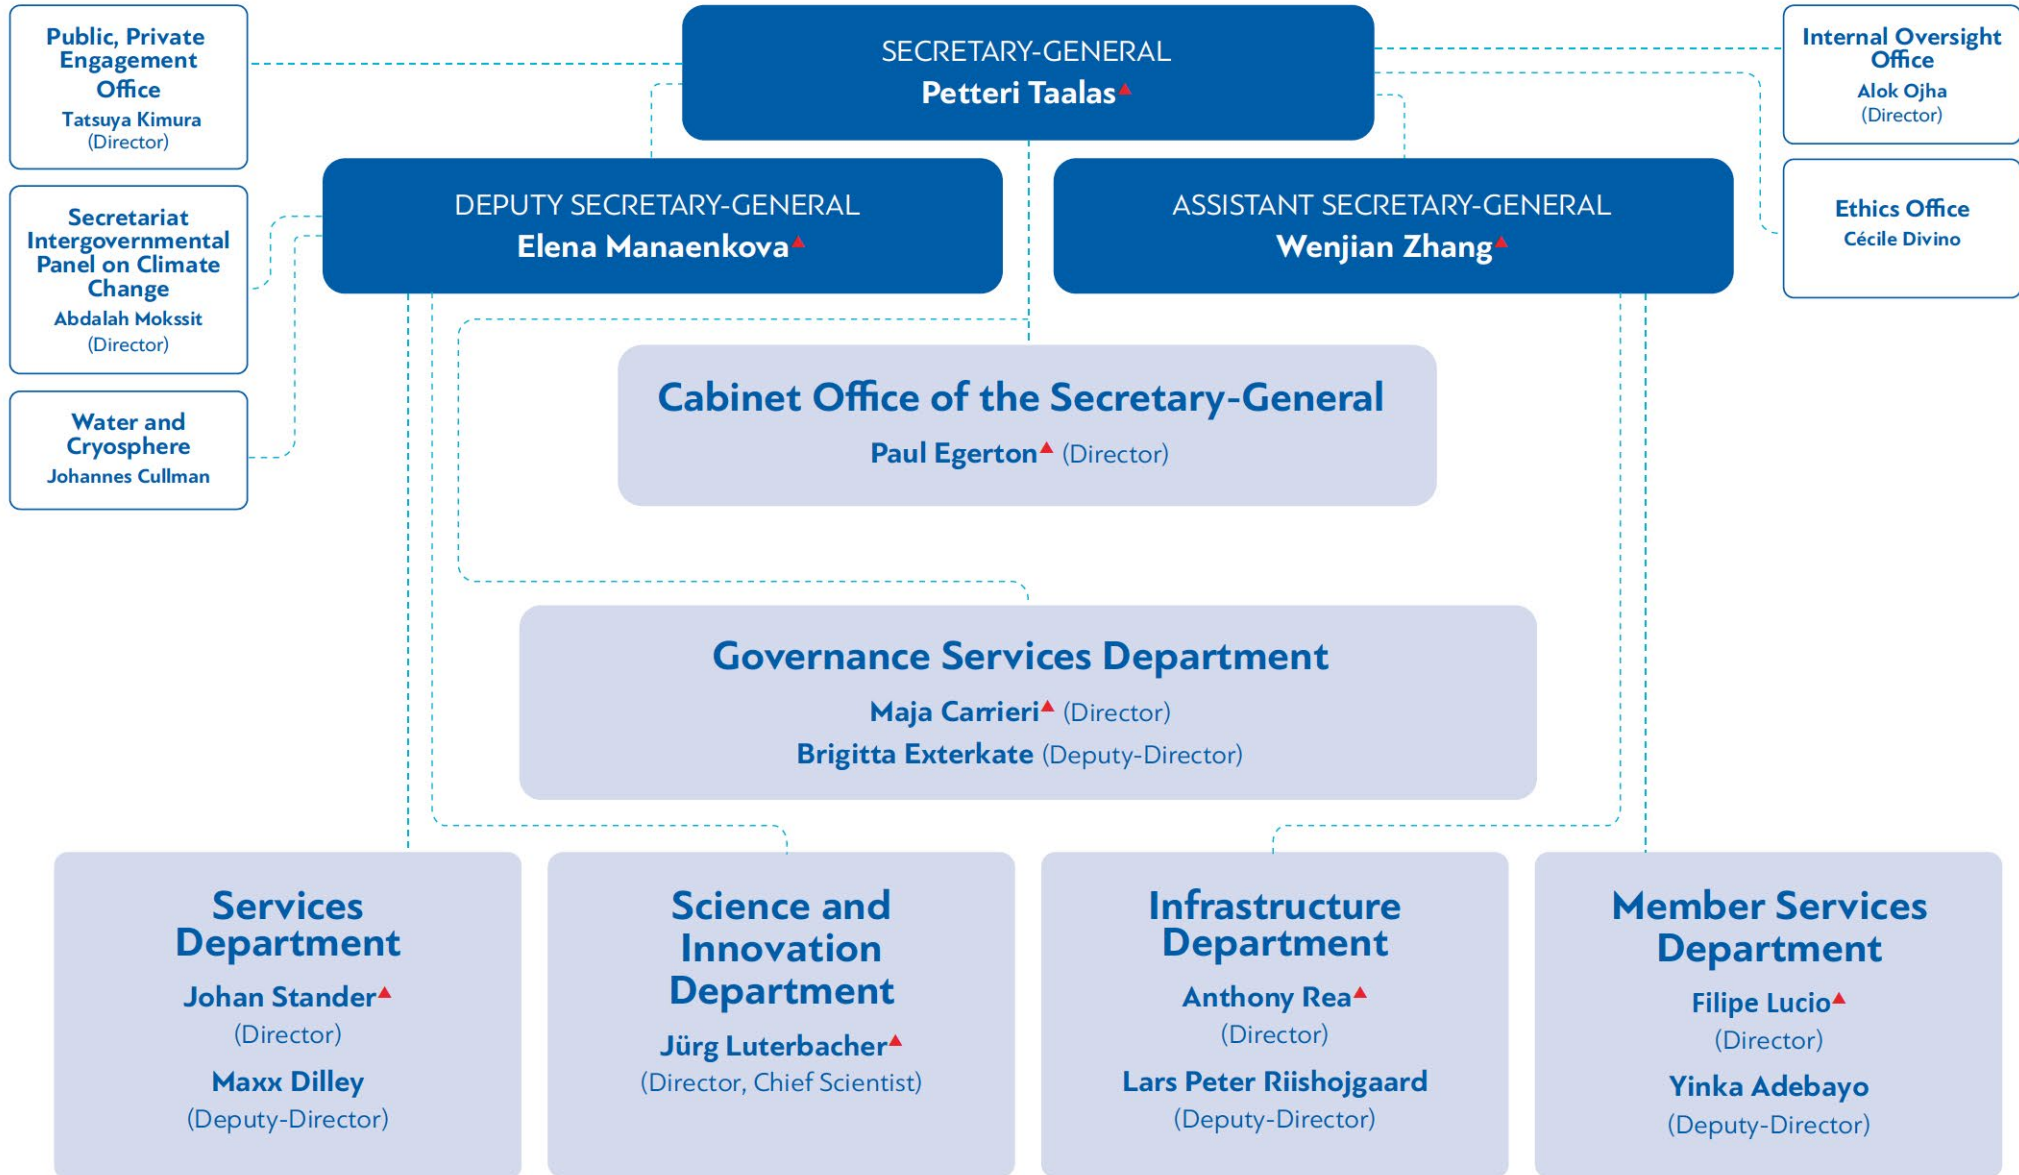 Public, Private
Engagement
Office
Tatsuya Kimura
(Director)
SECRETARY-GENERAL
Petteri Taalas▲
Internal Oversight
Office
Alok Ojha
(Director)
Secretariat
Intergovernmental
Panel on Climate
Change
Abdalah Mokssit
(Director)
DEPUTY SECRETARY-GENERAL
Elena Manaenkova▲
ASSISTANT SECRETARY-GENERAL
Wenjian Zhang▲
Ethics Office
Cécile Divino
Water and
Cryosphere
Johannes Cullman
Cabinet Office of the Secretary-General
Paul Egerton▲ (Director)
Governance Services Department
Maja Carrieri▲ (Director)
Brigitta Exterkate (Deputy-Director)
Services
Department
Johan Stander▲
(Director)
Maxx Dilley
(Deputy-Director)
Science and
Innovation
Department
Jürg Luterbacher▲
(Director, Chief Scientist)
Infrastructure
Department
Anthony Rea▲
(Director)
Lars Peter Riishojgaard
(Deputy-Director)
Member Services
Department
Filipe Lucio▲
(Director)
Yinka Adebayo
(Deputy-Director)